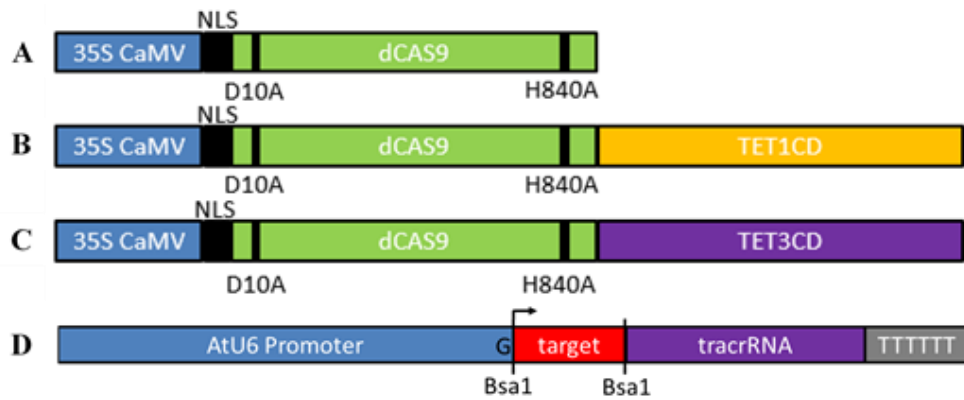 NLS
A 35S CaMV dCAS9
D10A H840A
NLS
B 35S CaMV dCAS9 TET1CD
D10A H840A
NLS
C 35S CaMV dCAS9 TET3CD
D10A H840A
D AtU6 Promoter G target tracrRNA TTTTTT
Bsa1 Bsa1